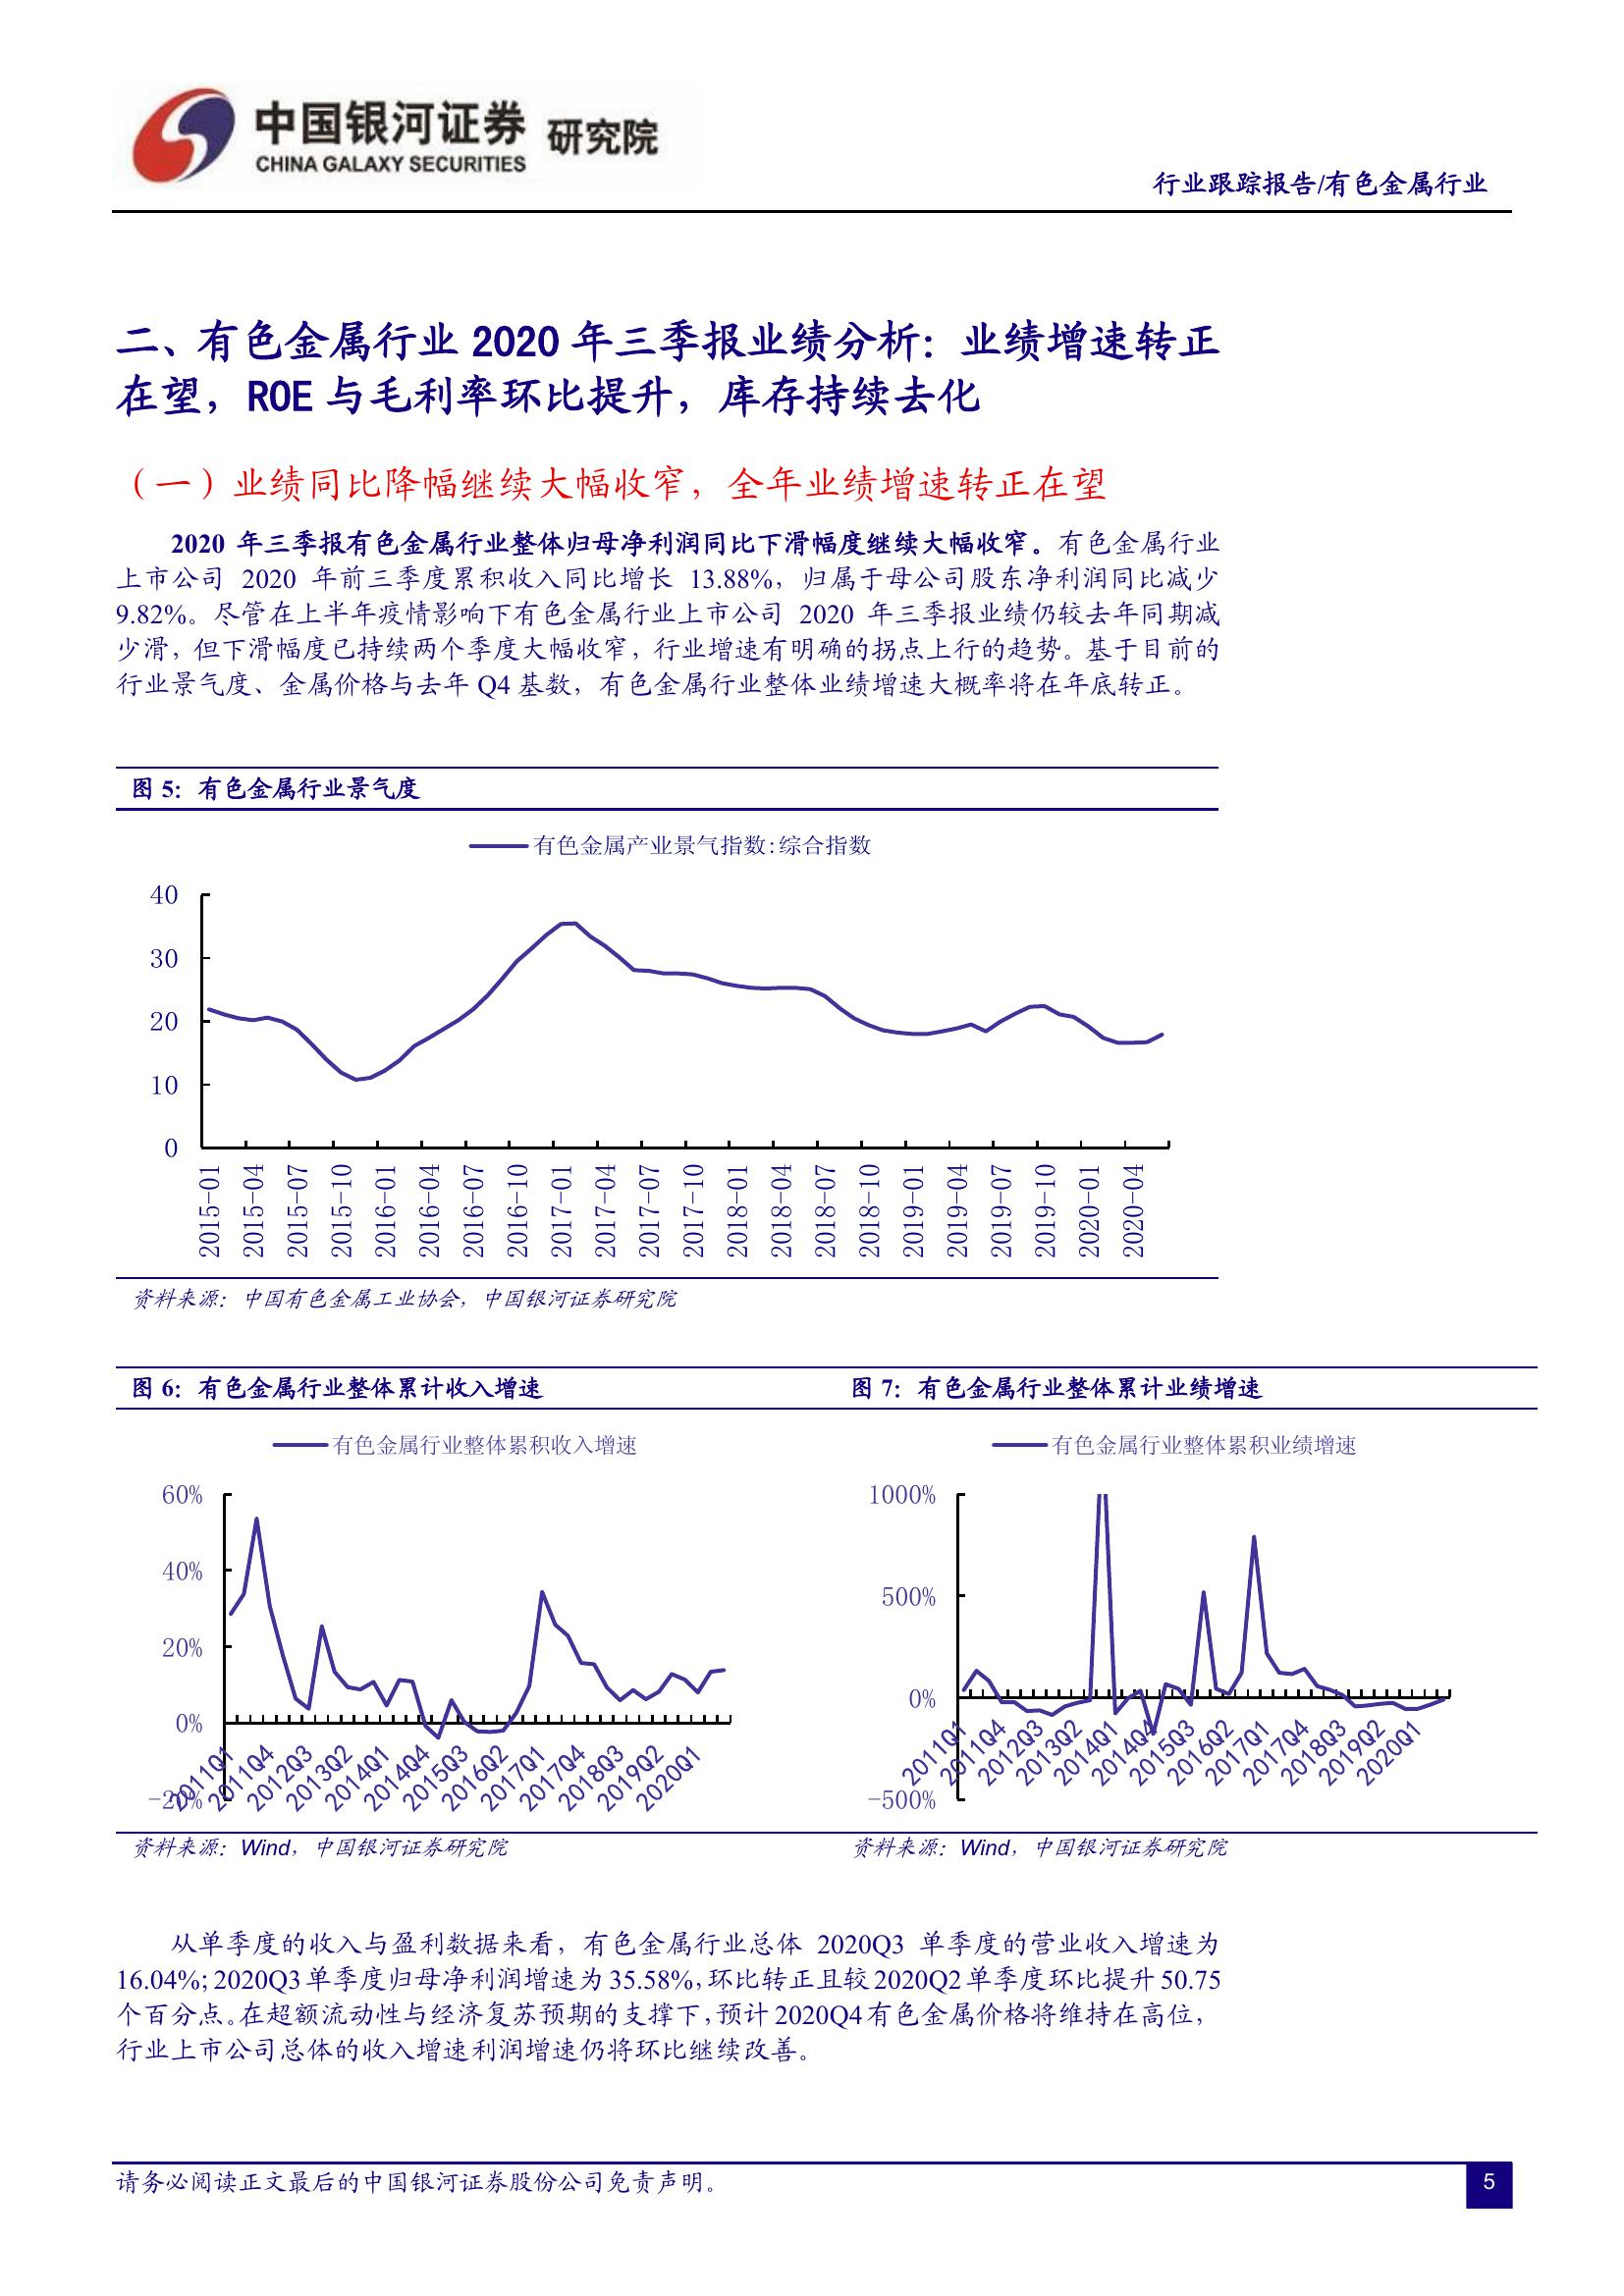 中国银河证券 研究院
CHINA GALAXY SECURITIES
行业跟踪报告/有色金属行业
二、有色金属行业 2020 年三季报业绩分析：业绩增速转正
在望，ROE 与毛利率环比提升，库存持续去化
（一）业绩同比降幅继续大幅收窄，全年业绩增速转正在望
2020 年三季报有色金属行业整体归母净利润同比下滑幅度继续大幅收窄。有色金属行业
上市公司 2020 年前三季度累积收入同比增长 13.88%，归属于母公司股东净利润同比减少
9.82%。尽管在上半年疫情影响下有色金属行业上市公司 2020 年三季报业绩仍较去年同期减
少滑，但下滑幅度已持续两个季度大幅收窄，行业增速有明确的拐点上行的趋势。基于目前的
行业景气度、金属价格与去年 Q4 基数，有色金属行业整体业绩增速大概率将在年底转正。
图 5：有色金属行业景气度
有色金属产业景气指数:综合指数
40
30
20
10
0
2015-01
2015-04
2015-07
2015-10
2016-01
2016-04
2016-07
2016-10
2017-01
2017-04
2017-07
2017-10
2018-01
2018-04
2018-07
2018-10
2019-01
2019-04
2019-07
2019-10
2020-01
2020-04
资料来源：中国有色金属工业协会，中国银河证券研究院
图 6：有色金属行业整体累计收入增速
有色金属行业整体累积收入增速
60%
40%
20%
0%
-20%
2011Q1
2011Q4
2012Q3
2013Q2
2014Q1
2014Q4
2015Q3
2016Q2
2017Q1
2017Q4
2018Q3
2019Q2
2020Q1
资料来源：Wind，中国银河证券研究院
图 7：有色金属行业整体累计业绩增速
有色金属行业整体累积业绩增速
1000%
500%
0%
-500%
2011Q1
2011Q4
2012Q3
2013Q2
2014Q1
2014Q4
2015Q3
2016Q2
2017Q1
2017Q4
2018Q3
2019Q2
2020Q1
资料来源：Wind，中国银河证券研究院
从单季度的收入与盈利数据来看，有色金属行业总体 2020Q3 单季度的营业收入增速为
16.04%；2020Q3 单季度归母净利润增速为 35.58%，环比转正且较 2020Q2 单季度环比提升 50.75
个百分点。在超额流动性与经济复苏预期的支撑下，预计 2020Q4 有色金属价格将维持在高位，
行业上市公司总体的收入增速利润增速仍将环比继续改善。
请务必阅读正文最后的中国银河证券股份公司免责声明。
5